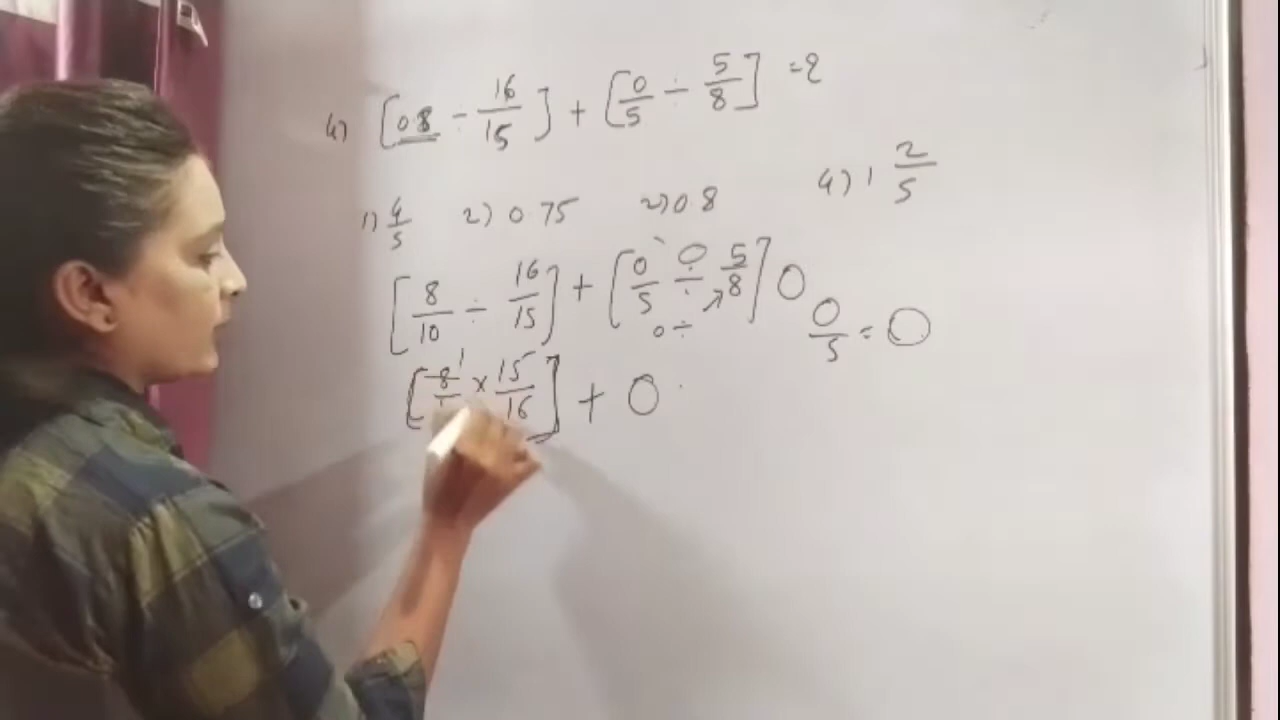 4) [0.8 ÷ 16/15] + [0/5 ÷ 5/8] = ?
1) 4/5 2) 0.75 3) 0.8 4) 1 2/5
[8/10 ÷ 16/15] + [0/5 ÷ 5/8] 0
0 ÷ 0/5 = 0
[8/1 × 15/16] + 0